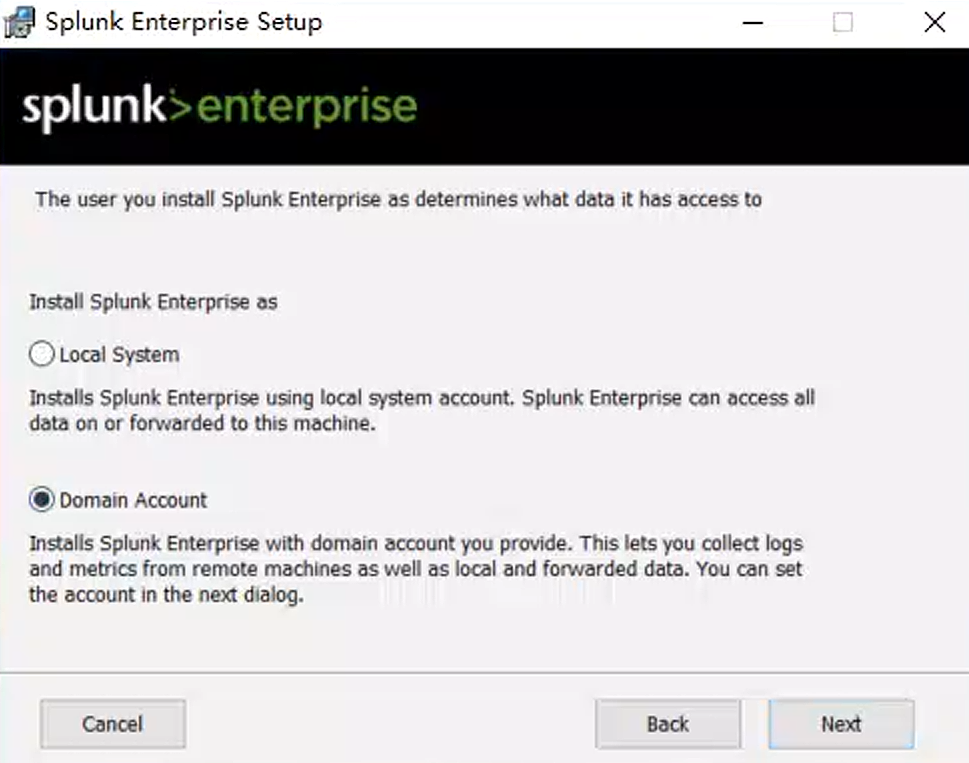 Splunk Enterprise Setup
splunk>enterprise
The user you install Splunk Enterprise as determines what data it has access to
Install Splunk Enterprise as
Local System
Installs Splunk Enterprise using local system account. Splunk Enterprise can access all
data on or forwarded to this machine.
Domain Account
Installs Splunk Enterprise with domain account you provide. This lets you collect logs
and metrics from remote machines as well as local and forwarded data. You can set
the account in the next dialog.
Cancel
Back
Next